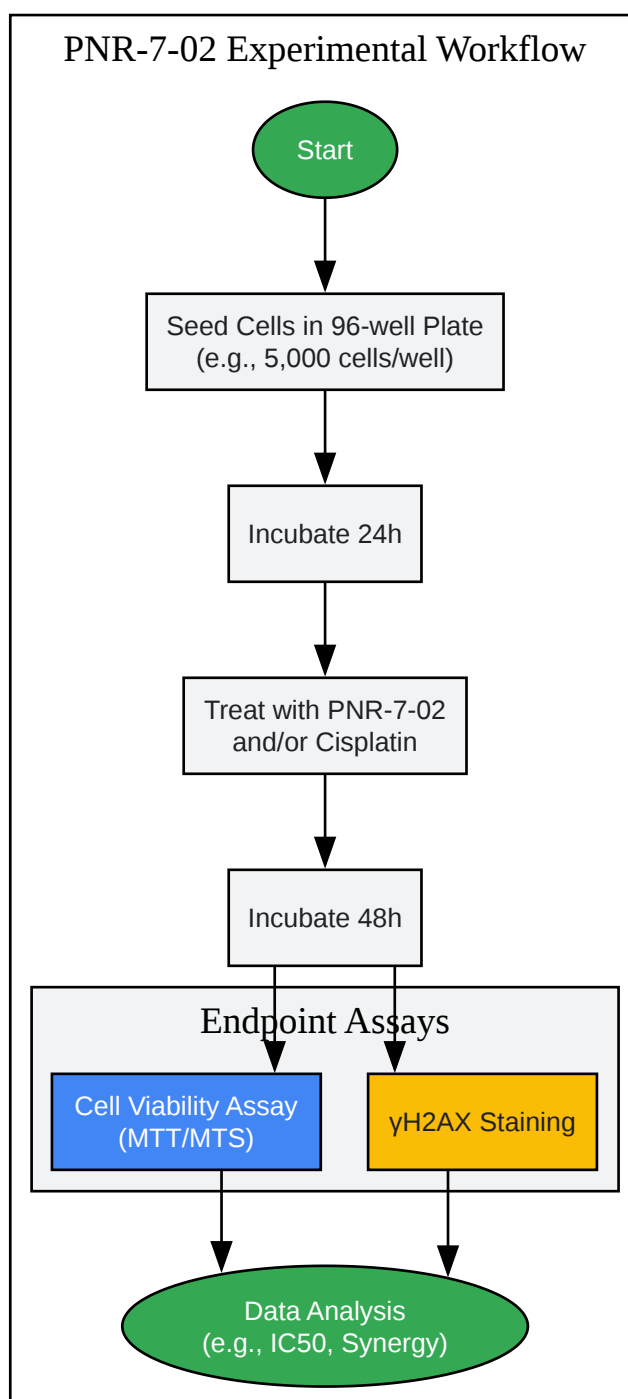 PNR-7-02 Experimental Workflow
Start
Seed Cells in 96-well Plate
(e.g., 5,000 cells/well)
Incubate 24h
Treat with PNR-7-02
and/or Cisplatin
Incubate 48h
Endpoint Assays
Cell Viability Assay
(MTT/MTS)
γH2AX Staining
Data Analysis
(e.g., IC50, Synergy)